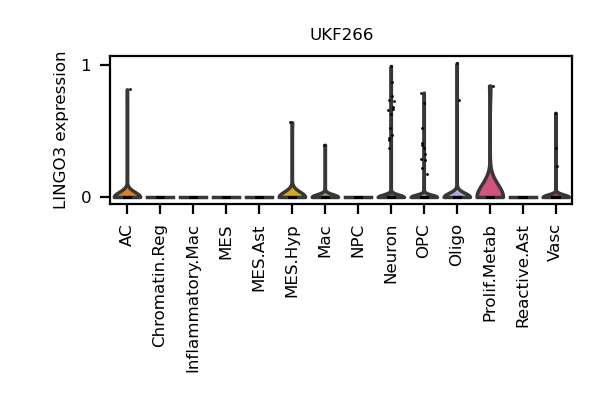 UKF266
LINGO3 expression
1
0
AC
Chromatin.Reg
Inflammatory.Mac
MES
MES.Ast
MES.Hyp
Mac
NPC
Neuron
OPC
Oligo
Prolif.Metab
Reactive.Ast
Vasc